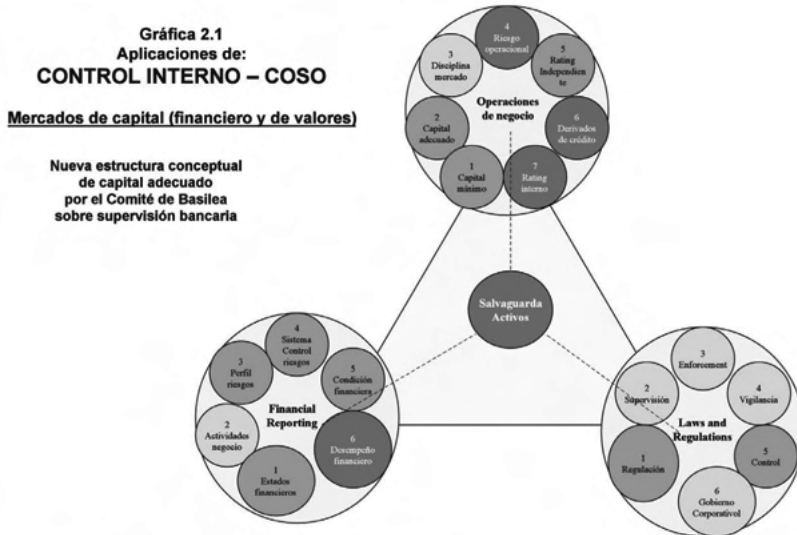 Gráfica 2.1
Aplicaciones de:
CONTROL INTERNO – COSO
Mercados de capital (financiero y de valores)
Nueva estructura conceptual
de capital adecuado
por el Comité de Basilea
sobre supervisión bancaria
4
Riesgo
operacional
3
Disciplina
mercado
5
Rating
Independien
te
Operaciones
de negocio
2
Capital
adecuado
6
Derivados
de crédito
1
Capital
mínimo
7
Rating
interno
Salvaguarda
Activos
4
Sistema
Control
riesgos
3
Perfil
riesgos
5
Condición
financiera
Financial
Reporting
2
Actividades
negocio
6
Desempeño
financiero
1
Estados
financieros
3
Enforcement
2
Supervisión
4
Vigilancia
Laws and
Regulations
1
Regulación
5
Control
6
Gobierno
Corporativol